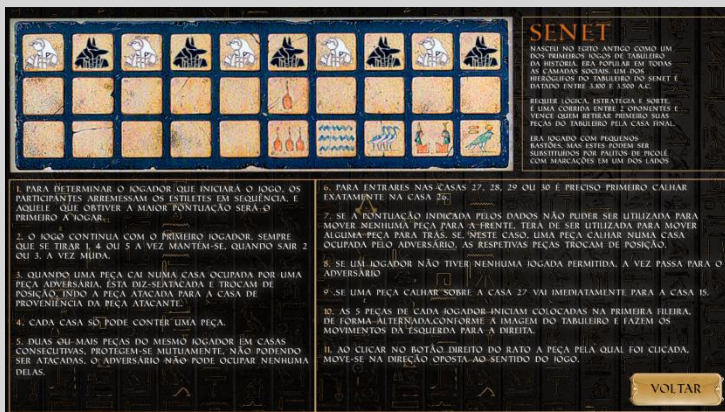 SENET
NASCEU NO EGITO ANTIGO COMO UM
DOS PRIMEIROS JOGOS DE TABULEIRO
DA HISTÓRIA. ERA POPULAR EM TODAS
AS CAMADAS SOCIAIS. UM DOS
HIERÓGLIFOS DO TABULEIRO DO SENET É
DATADO ENTRE 3.100 E 3.500 A.C.
REQUER LÓGICA, ESTRATÉGIA E SORTE.
É UMA CORRIDA ENTRE 2 OPONENTES E
VENCE QUEM RETIRAR PRIMEIRO SUAS
PEÇAS DO TABULEIRO PELA CASA FINAL.
ERA JOGADO COM PEQUENOS
BASTÕES, MAS ESTES PODEM SER
SUBSTITUÍDOS POR PALITOS DE PICOLÉ
COM MARCAÇÕES EM UM DOS LADOS
1. PARA DETERMINAR O JOGADOR QUE INICIARÁ O JOGO, OS
PARTICIPANTES ARREMESSAM OS ESTILETES EM SEQUÊNCIA, E
AQUELE QUE OBTIVER A MAIOR PONTUAÇÃO SERÁ O
PRIMEIRO A JOGAR.
2. O JOGO CONTINUA COM O PRIMEIRO JOGADOR. SEMPRE
QUE SE TIRAR 1, 4 OU 5 A VEZ MANTÉM-SE, QUANDO SAIR 2
OU 3, A VEZ MUDA.
3. QUANDO UMA PEÇA CAI NUMA CASA OCUPADA POR UMA
PEÇA ADVERSÁRIA, ESTA DIZ-SEATACADA E TROCAM DE
POSIÇÃO, INDO A PEÇA ATACADA PARA A CASA DE
PROVENIÊNCIA DA PEÇA ATACANTE.
4. CADA CASA SÓ PODE CONTER UMA PEÇA.
5. DUAS OU MAIS PEÇAS DO MESMO JOGADOR EM CASAS
CONSECUTIVAS, PROTEGEM-SE MUTUAMENTE, NÃO PODENDO
SER ATACADAS. O ADVERSÁRIO NÃO PODE OCUPAR NENHUMA
DELAS.
6. PARA ENTRARES NAS CASAS 27, 28, 29 OU 30 É PRECISO PRIMEIRO CALHAR
EXATAMENTE NA CASA 26.
7. SE A PONTUAÇÃO INDICADA PELOS DADOS NÃO PUDER SER UTILIZADA PARA
MOVER NENHUMA PEÇA PARA A FRENTE, TERÁ DE SER UTILIZADA PARA MOVER
ALGUMA PEÇA PARA TRÁS. SE, NESTE CASO, UMA PEÇA CALHAR NUMA CASA
OCUPADA PELO ADVERSÁRIO, AS RESPETIVAS PEÇAS TROCAM DE POSIÇÃO.
8. SE UM JOGADOR NÃO TIVER NENHUMA JOGADA PERMITIDA, A VEZ PASSA PARA O
ADVERSÁRIO
9 -SE UMA PEÇA CALHAR SOBRE A CASA 27 VAI IMEDIATAMENTE PARA A CASA 15.
10. AS 5 PEÇAS DE CADA JOGADOR INICIAM COLOCADAS NA PRIMEIRA FILEIRA,
DE FORMA ALTERNADA,CONFORME A IMAGEM DO TABULEIRO E FAZEM OS
MOVIMENTOS DA ESQUERDA PARA A DIREITA.
11. AO CLICAR NO BOTÃO DIREITO DO RATO A PEÇA PELA QUAL FOI CLICADA,
MOVE-SE NA DIREÇÃO OPOSTA AO SENTIDO DO JOGO.
VOLTAR